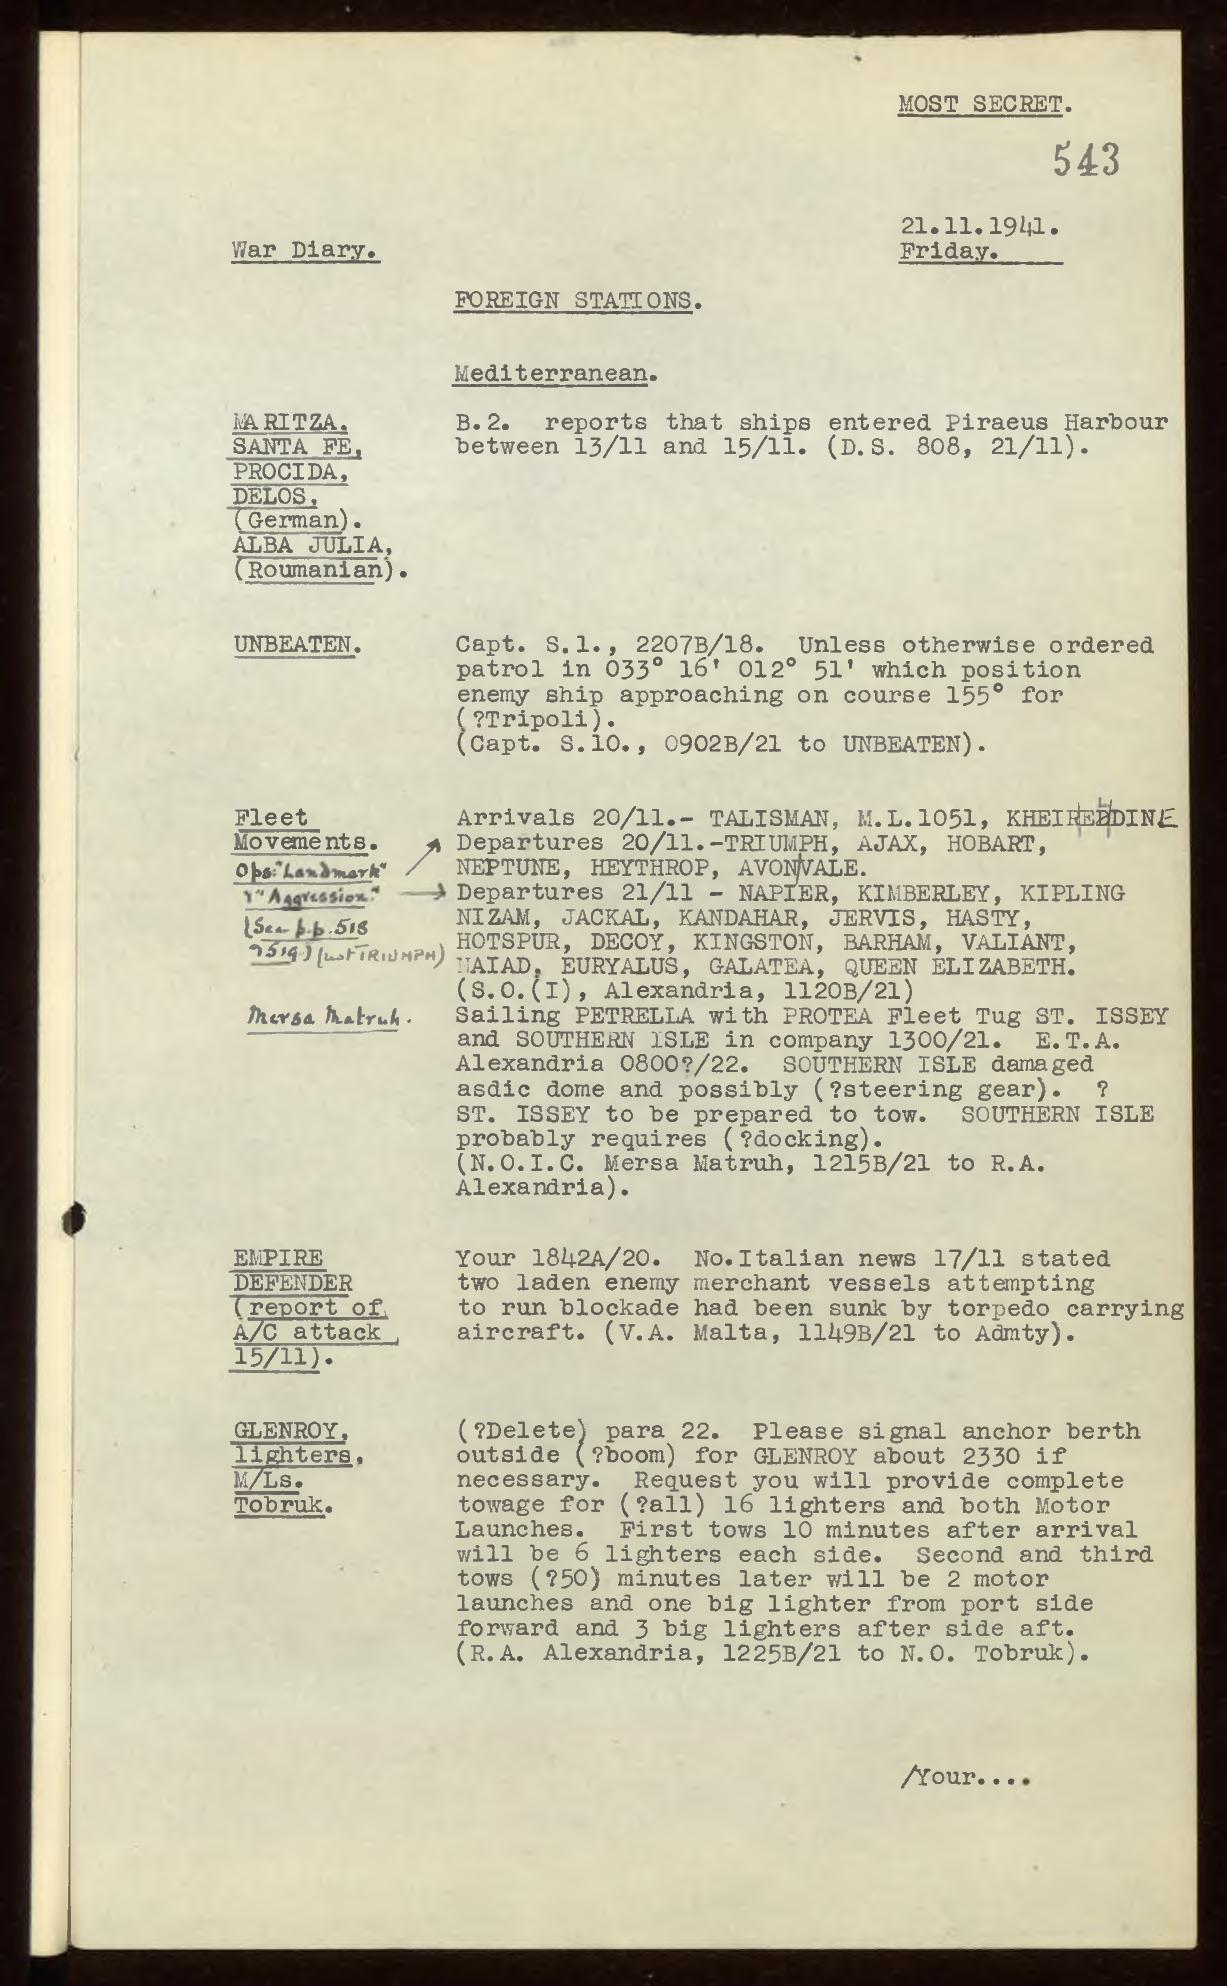 MOST SECRET.
543
21.11.1941.
War Diary.
Friday.
FOREIGN STATIONS.
Mediterranean.
MARITZA,
SANTA FE,
PROCIDA,
DELOS,
(German).
ALBA JULIA,
(Roumanian).
B.2. reports that ships entered Piraeus Harbour
between 13/11 and 15/11. (D.S. 808, 21/11).
UNBEATEN.
Capt. S.1., 2207B/18. Unless otherwise ordered
patrol in 033° 16' 012° 51' which position
enemy ship approaching on course 155° for
(?Tripoli).
(Capt. S.10., 0902B/21 to UNBEATEN).
Fleet
Movements.
Ops:"Landmark"
? "Aggression"
(See p.p. 518
? 519.) (not TRIUMPH)
Arrivals 20/11.- TALISMAN, M.L.1051, KHEIREDDINE
Departures 20/11.-TRIUMPH, AJAX, HOBART,
NEPTUNE, HEYTHROP, AVONVALE.
Departures 21/11 - NAPIER, KIMBERLEY, KIPLING
NIZAM, JACKAL, KANDAHAR, JERVIS, HASTY,
HOTSPUR, DECOY, KINGSTON, BARHAM, VALIANT,
NAIAD, EURYALUS, GALATEA, QUEEN ELIZABETH.
(S.O.(I), Alexandria, 1120B/21)
Mersa Matruh.
Sailing PETRELLA with PROTEA Fleet Tug ST. ISSEY
and SOUTHERN ISLE in company 1300/21. E.T.A.
Alexandria 0800?/22. SOUTHERN ISLE damaged
asdic dome and possibly (?steering gear). ?
ST. ISSEY to be prepared to tow. SOUTHERN ISLE
probably requires (?docking).
(N.O.I.C. Mersa Matruh, 1215B/21 to R.A.
Alexandria).
EMPIRE
DEFENDER
(report of
A/C attack
15/11).
Your 1842A/20. No.Italian news 17/11 stated
two laden enemy merchant vessels attempting
to run blockade had been sunk by torpedo carrying
aircraft. (V.A. Malta, 1149B/21 to Admty).
GLENROY,
lighters,
M/Ls.
Tobruk.
(?Delete) para 22. Please signal anchor berth
outside (?boom) for GLENROY about 2330 if
necessary. Request you will provide complete
towage for (?all) 16 lighters and both Motor
Launches. First tows 10 minutes after arrival
will be 6 lighters each side. Second and third
tows (?50) minutes later will be 2 motor
launches and one big lighter from port side
forward and 3 big lighters after side aft.
(R.A. Alexandria, 1225B/21 to N.O. Tobruk).
/Your....